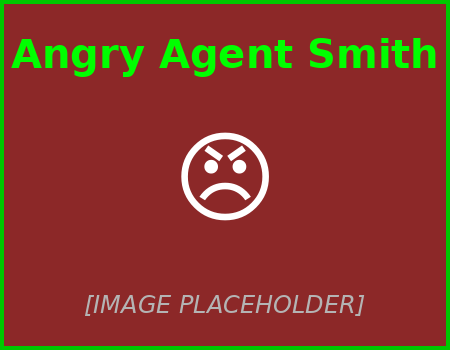 Angry Agent Smith
[IMAGE PLACEHOLDER]